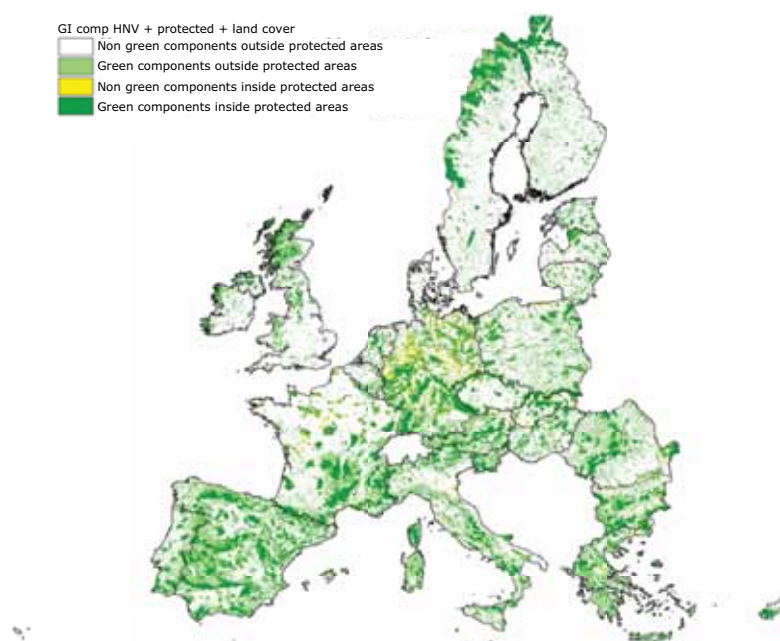 GI comp HNV + protected + land cover
Non green components outside protected areas
Green components outside protected areas
Non green components inside protected areas
Green components inside protected areas